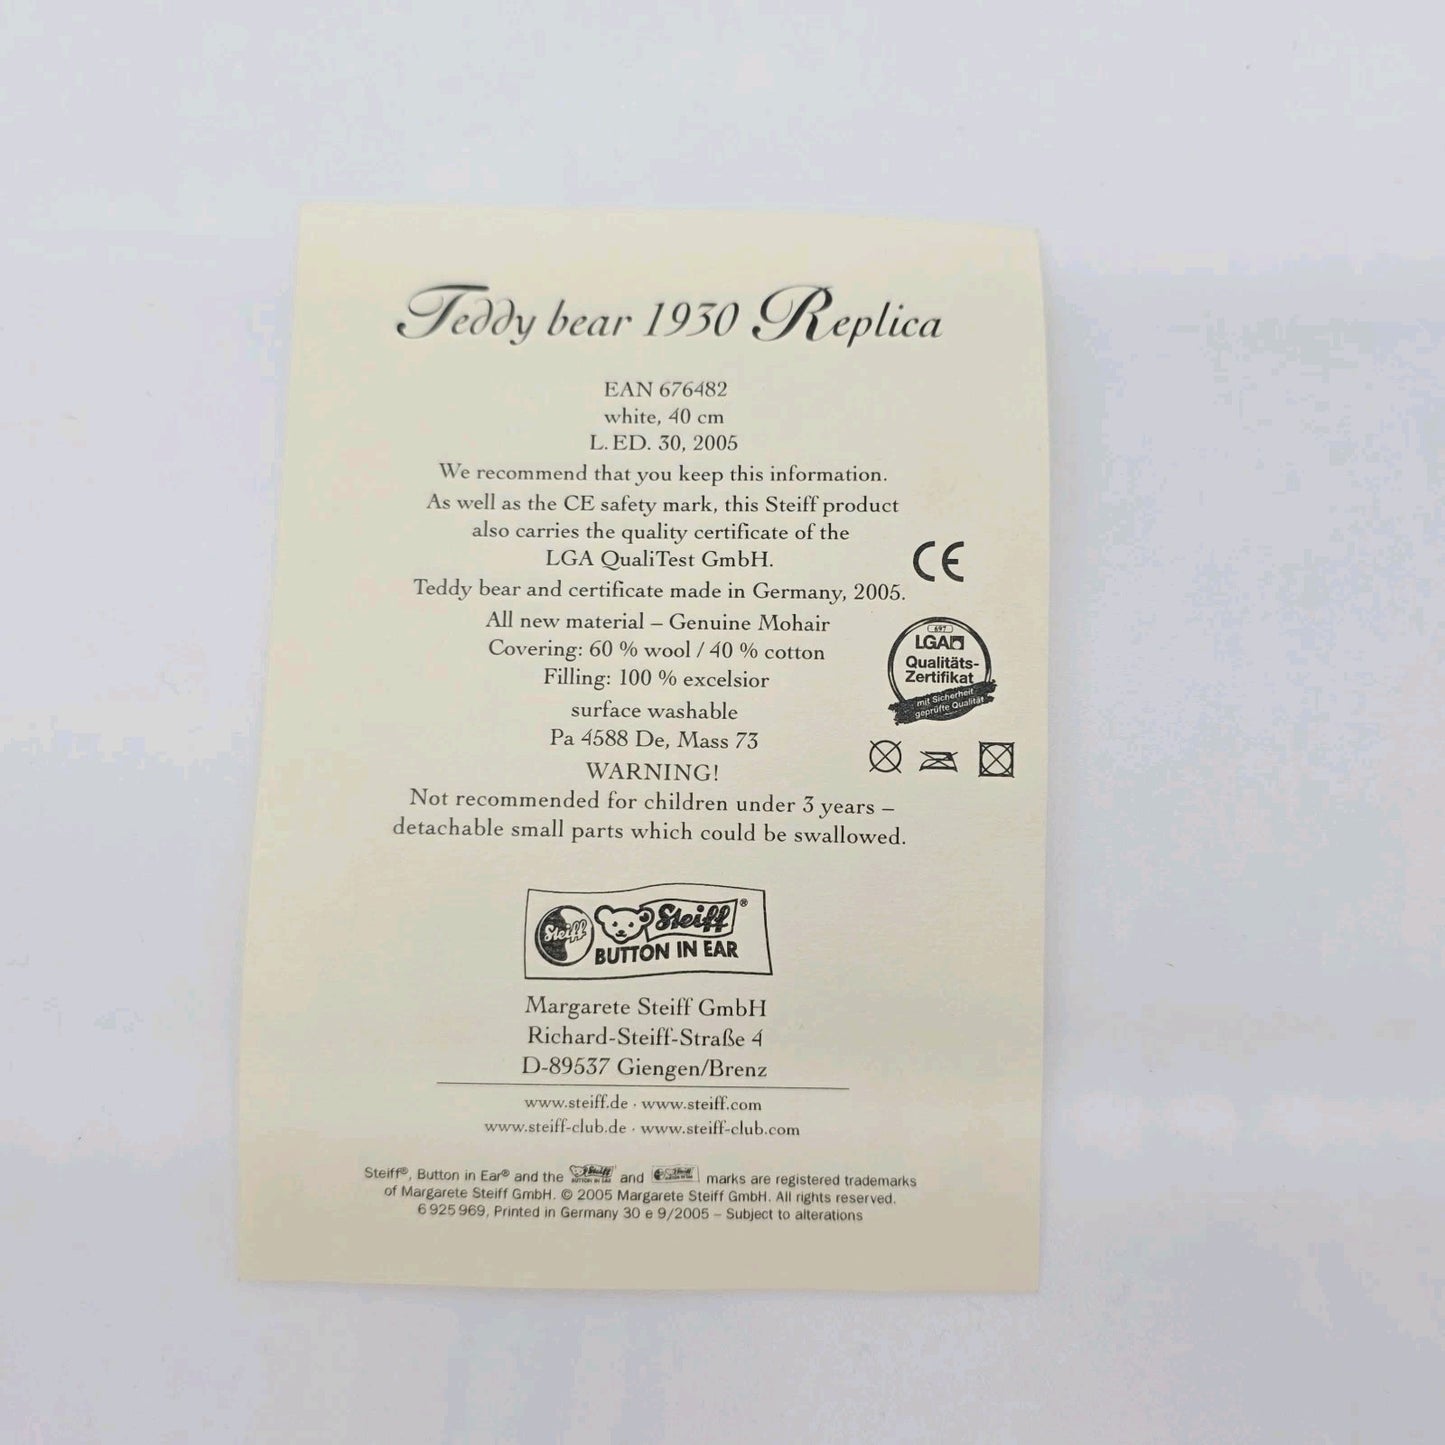 Teddy bear 1930 Replica
EAN 676482
white, 40 cm
L. ED. 30, 2005
We recommend that you keep this information.
As well as the CE safety mark, this Steiff product
also carries the quality certificate of the
LGA QualiTest GmbH.
CE
Teddy bear and certificate made in Germany, 2005.
All new material – Genuine Mohair
Covering: 60 % wool / 40 % cotton
Filling: 100 % excelsior
surface washable
Pa 4588 De, Mass 73
LGA
Qualitäts-
Zertifikat
mit Sicherheit
geprüfte Qualität
WARNING!
Not recommended for children under 3 years –
detachable small parts which could be swallowed.
Steiff
Steiff®
BUTTON IN EAR
Margarete Steiff GmbH
Richard-Steiff-Straße 4
D-89537 Giengen/Brenz
www.steiff.de · www.steiff.com
www.steiff-club.de · www.steiff-club.com
Steiff®, Button in Ear® and the and marks are registered trademarks
of Margarete Steiff GmbH. © 2005 Margarete Steiff GmbH. All rights reserved.
6 925 969, Printed in Germany 30 e 9/2005 – Subject to alterations